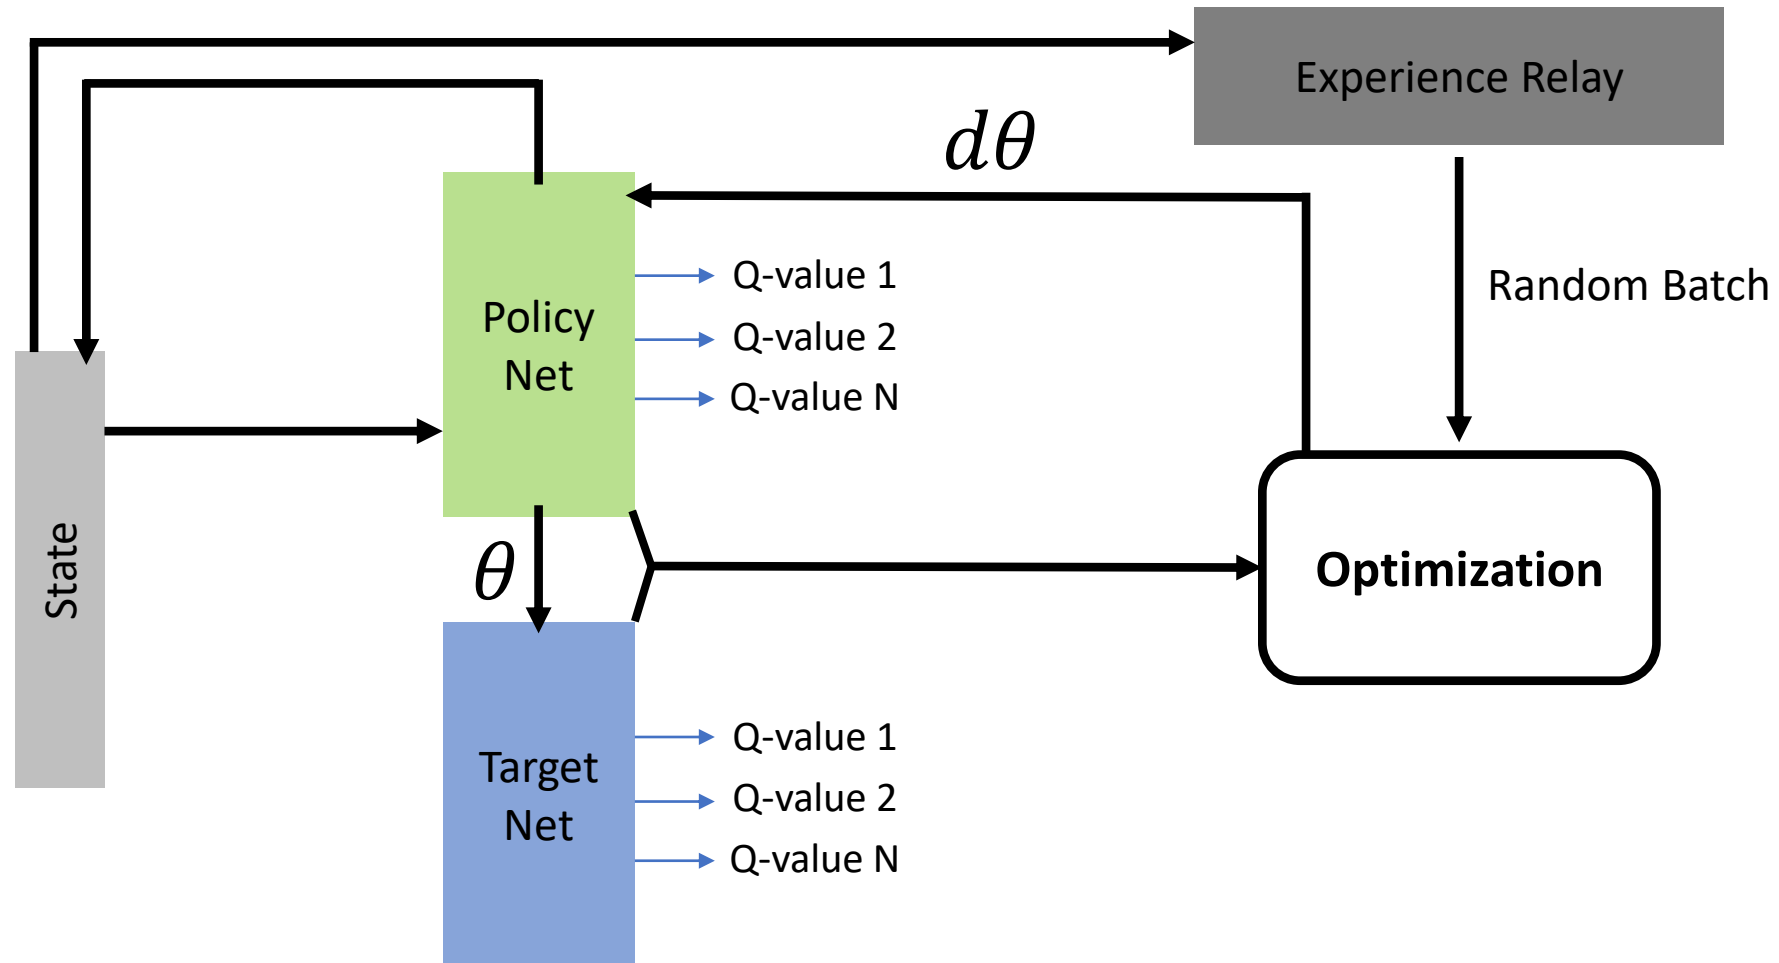 Experience Relay
dθ
Random Batch
Policy
Net
Q-value 1
Q-value 2
Q-value N
State
θ
Optimization
Target
Net
Q-value 1
Q-value 2
Q-value N